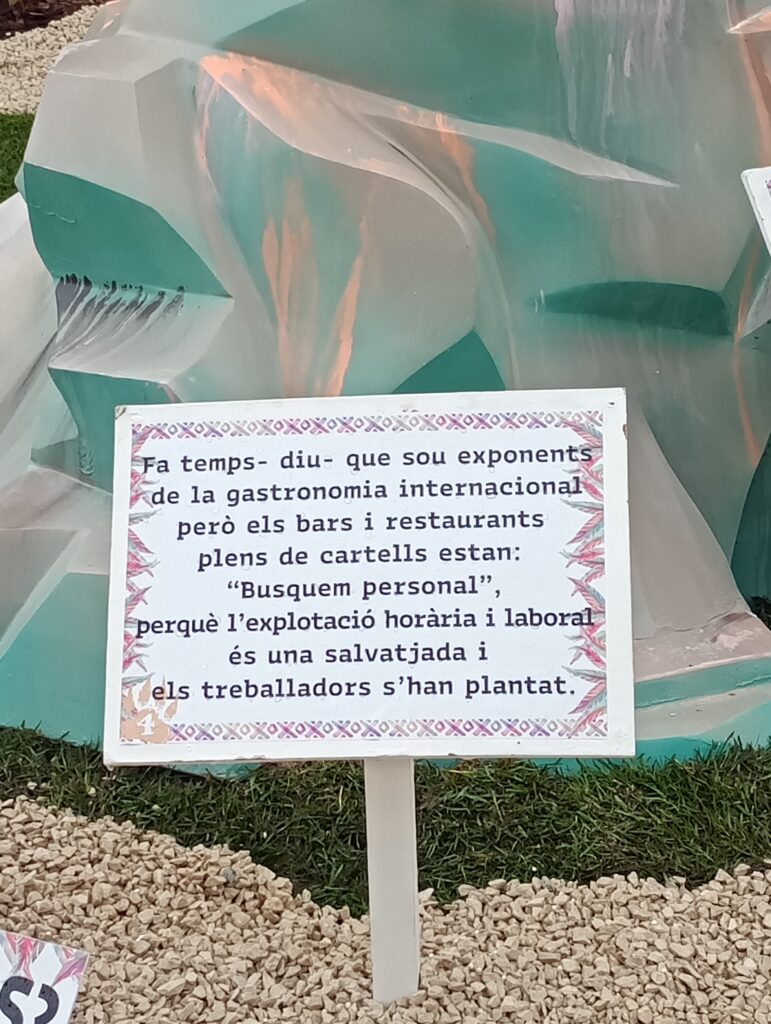 Fa temps- diu- que sou exponents
de la gastronomia internacional
però els bars i restaurants
plens de cartells estan:
“Busquem personal”,
perquè l’explotació horària i laboral
és una salvatjada i
els treballadors s’han plantat.
4